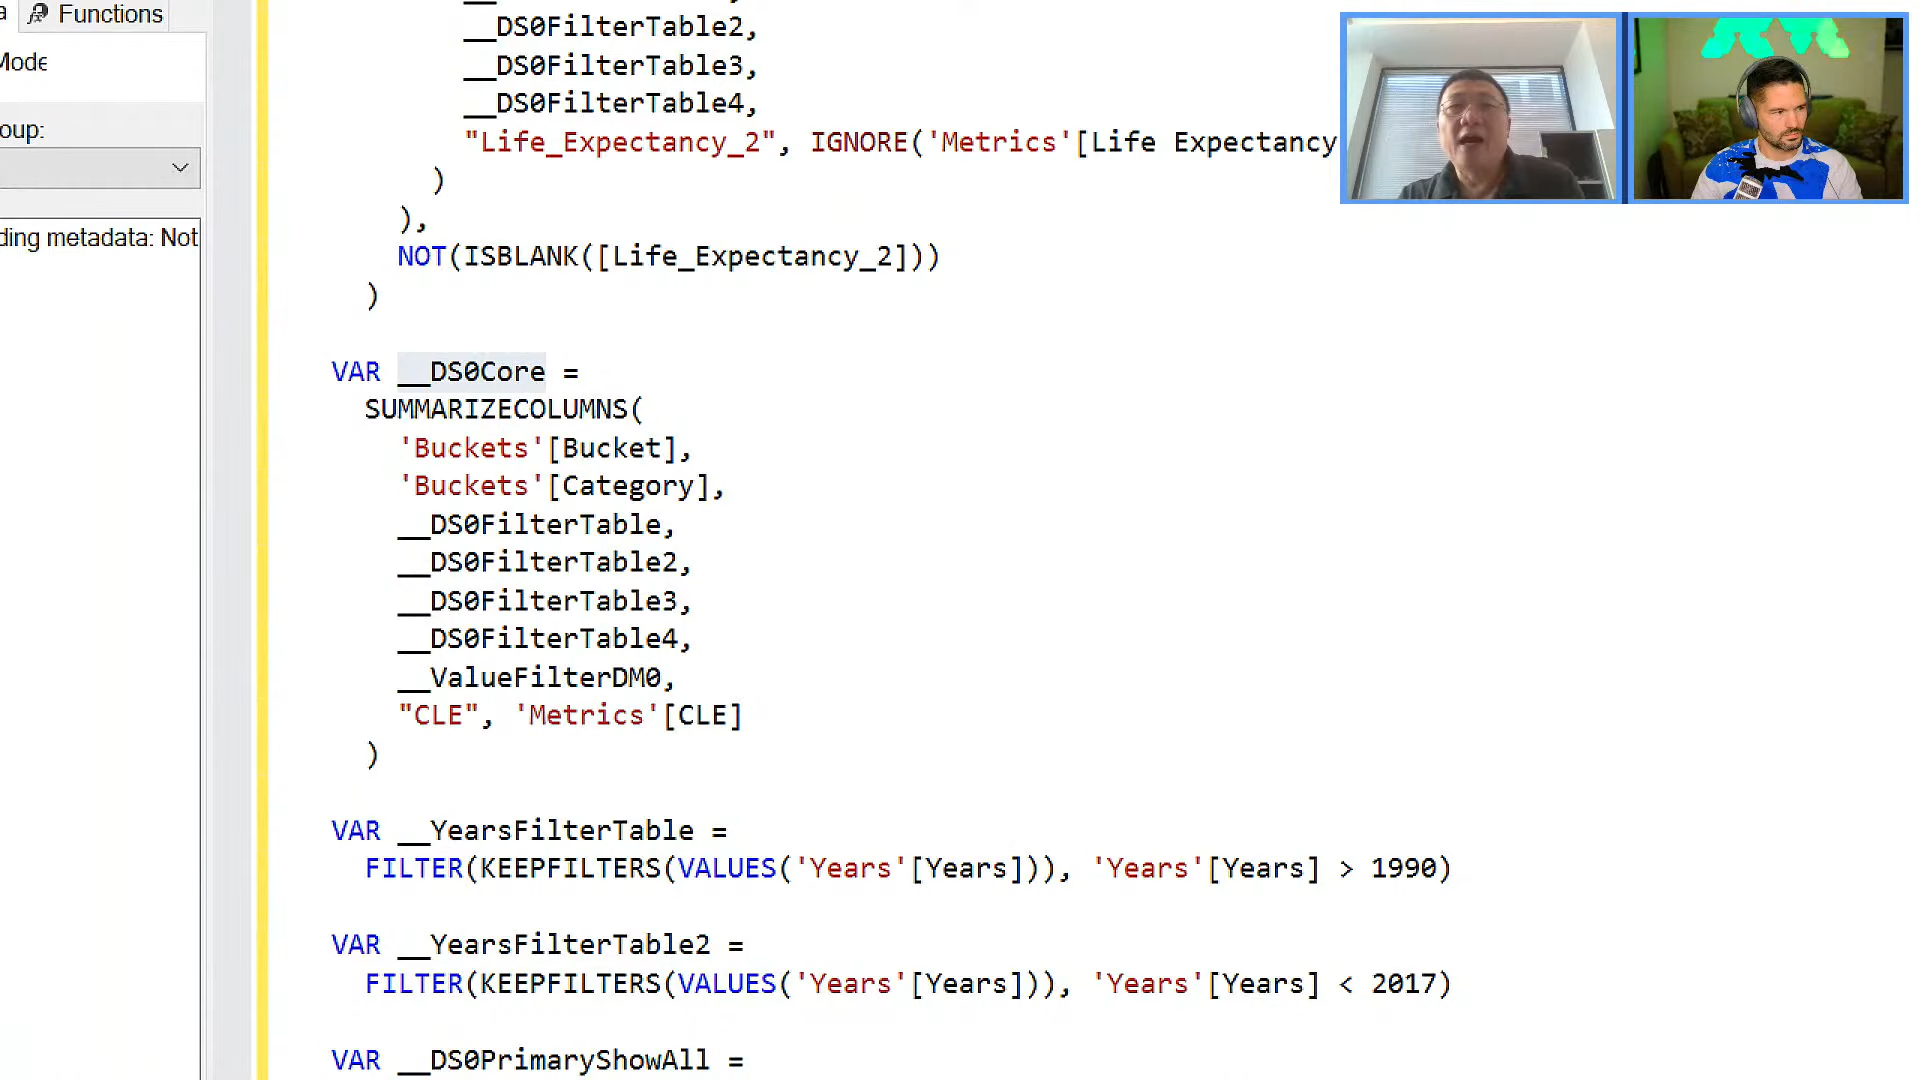 Functions
Mode
oup:
ding metadata: Not
__DS0FilterTable2,
__DS0FilterTable3,
__DS0FilterTable4,
"Life_Expectancy_2", IGNORE('Metrics'[Life Expectancy
)
),
NOT(ISBLANK([Life_Expectancy_2]))
)
VAR __DS0Core =
SUMMARIZECOLUMNS(
'Buckets'[Bucket],
'Buckets'[Category],
__DS0FilterTable,
__DS0FilterTable2,
__DS0FilterTable3,
__DS0FilterTable4,
__ValueFilterDM0,
"CLE", 'Metrics'[CLE]
)
VAR __YearsFilterTable =
FILTER(KEEPFILTERS(VALUES('Years'[Years])), 'Years'[Years] > 1990)
VAR __YearsFilterTable2 =
FILTER(KEEPFILTERS(VALUES('Years'[Years])), 'Years'[Years] < 2017)
VAR __DS0PrimaryShowAll =